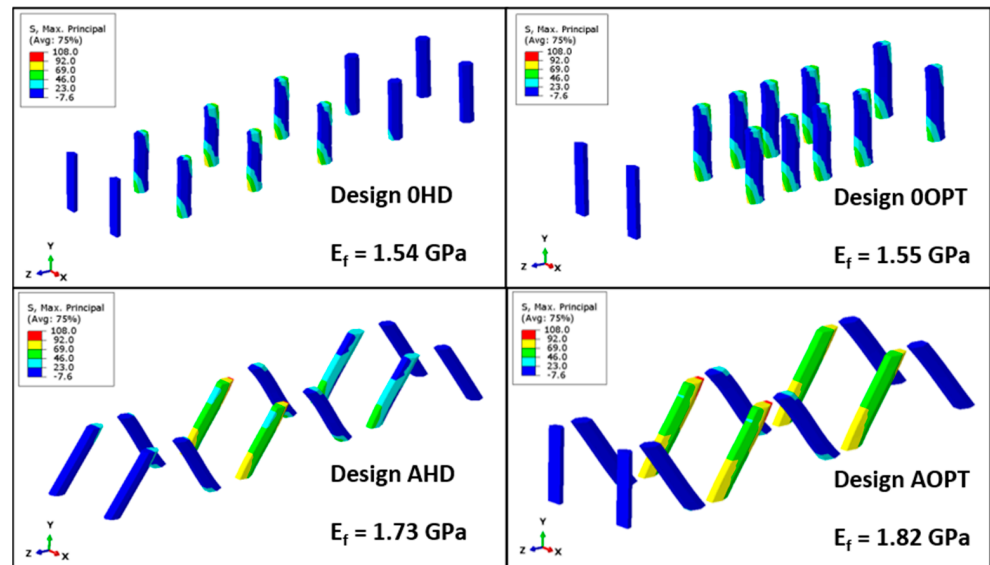 S, Max. Principal
(Avg: 75%)
108.0
92.0
69.0
46.0
23.0
-7.6
Design 0HD
E_f = 1.54 GPa
Y
Z
X
S, Max. Principal
(Avg: 75%)
108.0
92.0
69.0
46.0
23.0
-7.6
Design 0OPT
E_f = 1.55 GPa
Y
Z
X
S, Max. Principal
(Avg: 75%)
108.0
92.0
69.0
46.0
23.0
-7.6
Design AHD
E_f = 1.73 GPa
Y
Z
X
S, Max. Principal
(Avg: 75%)
108.0
92.0
69.0
46.0
23.0
-7.6
Design AOPT
E_f = 1.82 GPa
Y
Z
X